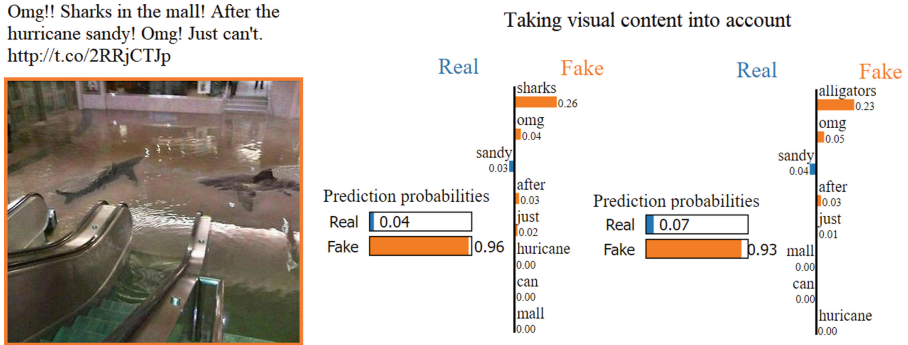 Omg!! Sharks in the mall! After the
hurricane sandy! Omg! Just can't.
http://t.co/2RRjCTJp
Taking visual content into account
Real
Fake
sharks
0.26
omg
0.04
sandy
0.03
after
0.03
just
0.02
huricane
0.00
can
0.00
mall
0.00
Prediction probabilities
Real 0.04
Fake 0.96
Real
Fake
alligators
0.23
omg
0.05
sandy
0.04
after
0.03
just
0.01
mall
0.00
can
0.00
huricane
0.00
Prediction probabilities
Real 0.07
Fake 0.93